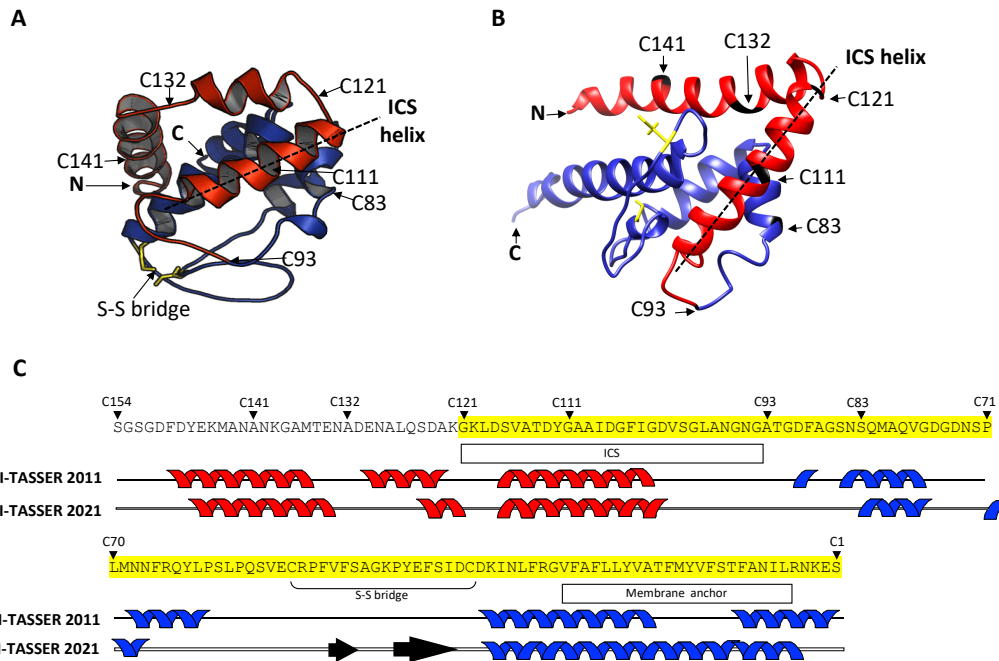 A
C132
C121
ICS
helix
C
C141
N
C111
C83
C93
S-S bridge
B
C141
C132
ICS helix
N
C121
C111
C83
C
C93
C
C154
C141
C132
C121
C111
C93
C83
C71
SGSGDFDYEKMANANKGAMTENADENALQSDAKGKLDSVATDYGAAIDGFIGDVSGLANGNGATGDFAGSNSQMAQVGDGDNSP
ICS
I-TASSER 2011
I-TASSER 2021
C70
C1
LMNNFRQYLPSLPQSVECRPFVFSAGKPYEFSIDCDKINLFRGVFAFLLYVATFMYVFSTFANILRNKES
S-S bridge
Membrane anchor
I-TASSER 2011
I-TASSER 2021